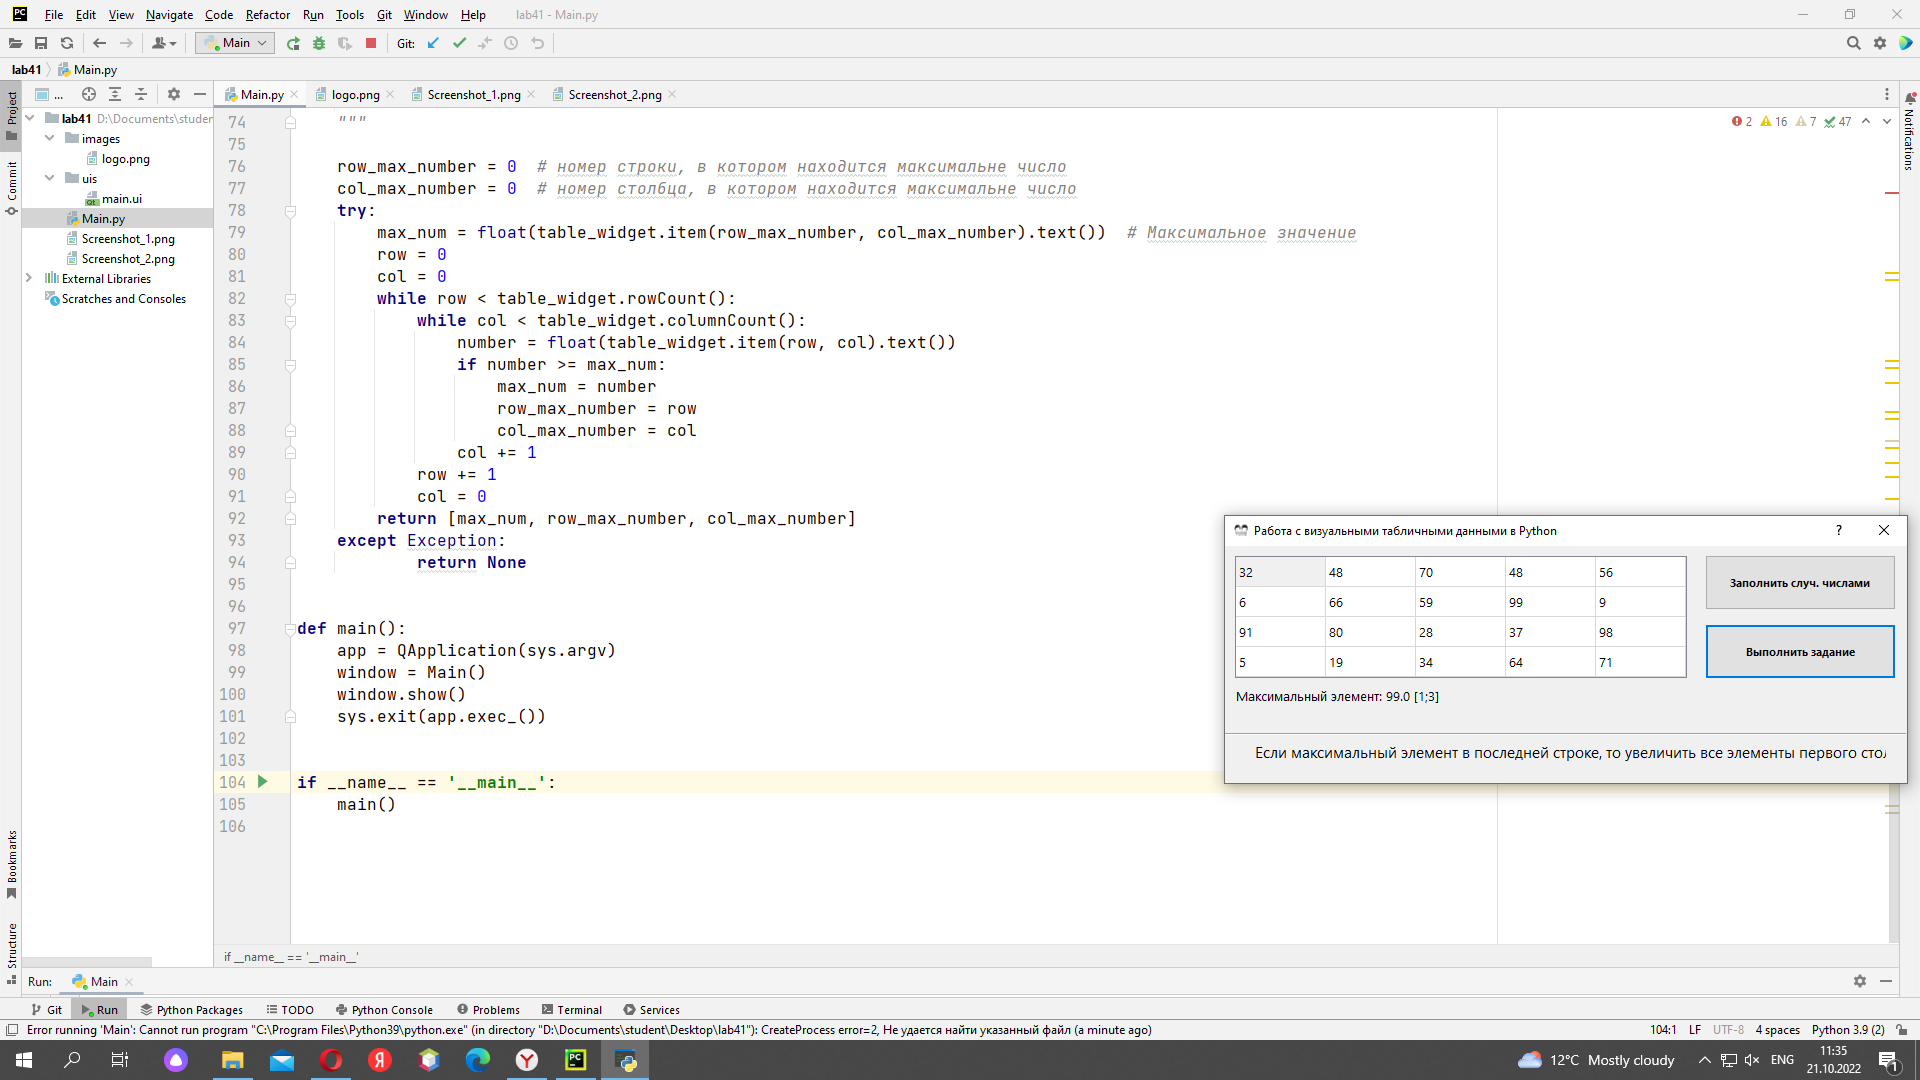 File Edit View Navigate Code Refactor Run Tools Git Window Help lab41 - Main.py
Main Git:
lab41 Main.py
... Main.py logo.png Screenshot_1.png Screenshot_2.png
Project
Commit
Bookmarks
Structure
Notifications
lab41 D:\Documents\studer
images
logo.png
uis
main.ui
Main.py
Screenshot_1.png
Screenshot_2.png
External Libraries
Scratches and Consoles
2 16 7 47
74 """
75
76 row_max_number = 0 # номер строки, в котором находится максимальне число
77 col_max_number = 0 # номер столбца, в котором находится максимальне число
78 try:
79 max_num = float(table_widget.item(row_max_number, col_max_number).text()) # Максимальное значение
80 row = 0
81 col = 0
82 while row < table_widget.rowCount():
83 while col < table_widget.columnCount():
84 number = float(table_widget.item(row, col).text())
85 if number >= max_num:
86 max_num = number
87 row_max_number = row
88 col_max_number = col
89 col += 1
90 row += 1
91 col = 0
92 return [max_num, row_max_number, col_max_number]
93 except Exception:
94 return None
95
96
97 def main():
98 app = QApplication(sys.argv)
99 window = Main()
100 window.show()
101 sys.exit(app.exec_())
102
103
104 if __name__ == '__main__':
105 main()
106
Работа с визуальными табличными данными в Python ?
32 48 70 48 56
6 66 59 99 9
91 80 28 37 98
5 19 34 64 71
Заполнить случ. числами
Выполнить задание
Максимальный элемент: 99.0 [1;3]
Если максимальный элемент в последней строке, то увеличить все элементы первого
if __name__ == '__main__'
Run: Main
Git Run Python Packages TODO Python Console Problems Terminal Services
Error running 'Main': Cannot run program "C:\Program Files\Python39\python.exe" (in directory "D:\Documents\student\Desktop\lab41"): CreateProcess error=2, Не удается найти указанный файл (a minute ago) 104:1 LF UTF-8 4 spaces Python 3.9 (2)
12°C Mostly cloudy ENG 11:35
21.10.2022
1